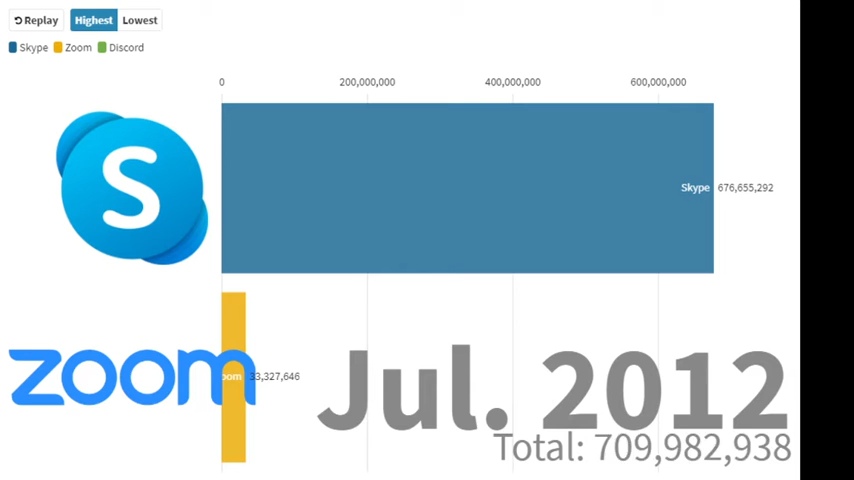 Replay Highest Lowest
Skype Zoom Discord
0 200,000,000 400,000,000 600,000,000
S
Skype 676,655,292
zoom
oom 33,327,646
Jul. 2012
Total: 709,982,938